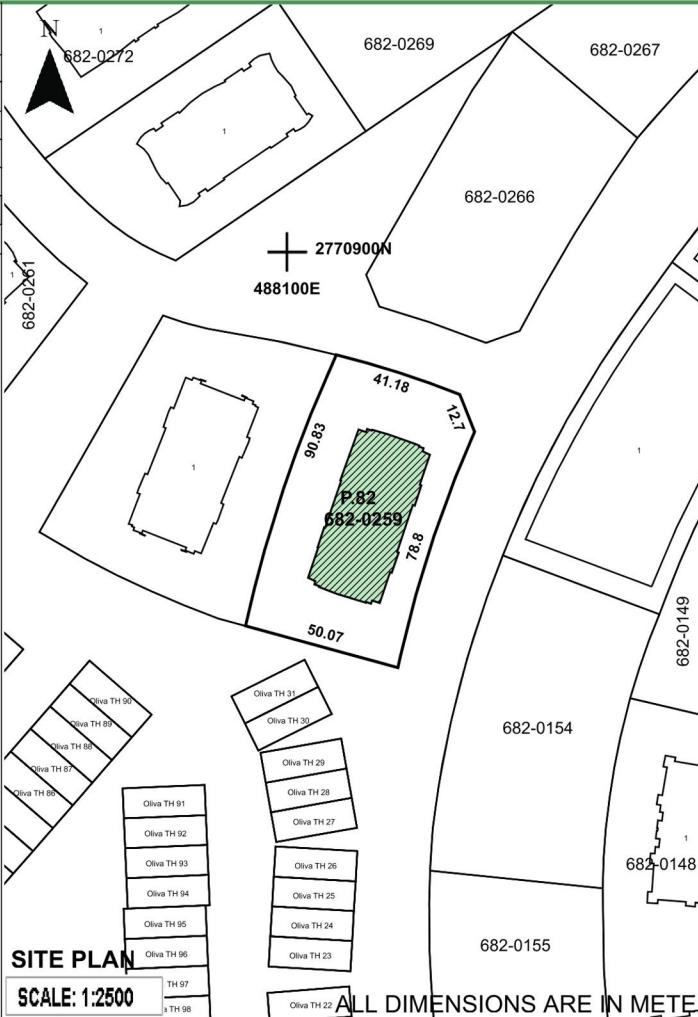 N
1
682-0272
682-0269
682-0267
1
682-0266
2770900N
488100E
1
682-0261
41.18
12.7
90.83
1
1
P.82
682-0259
78.8
50.07
682-0149
Oliva TH 90
Oliva TH 89
Oliva TH 88
Oliva TH 87
Oliva TH 86
Oliva TH 31
Oliva TH 30
Oliva TH 29
Oliva TH 28
Oliva TH 27
682-0154
Oliva TH 91
Oliva TH 92
Oliva TH 93
Oliva TH 94
Oliva TH 95
Oliva TH 96
TH 97
a TH 98
Oliva TH 26
Oliva TH 25
Oliva TH 24
Oliva TH 23
Oliva TH 22
1
682-0148
682-0155
SITE PLAN
SCALE: 1:2500
ALL DIMENSIONS ARE IN METE